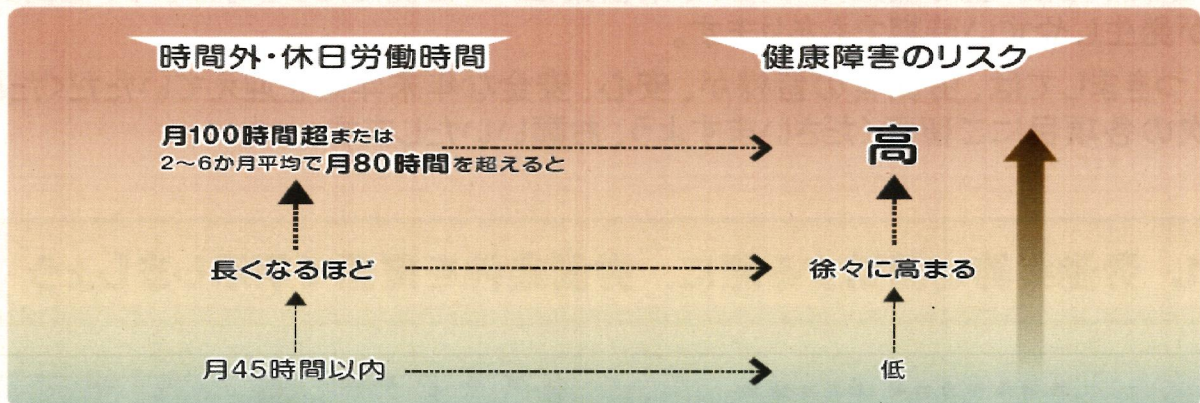 時間外・休日労働時間
健康障害のリスク
月100時間超または
2〜6か月平均で月80時間を超えると
高
長くなるほど
徐々に高まる
月45時間以内
低